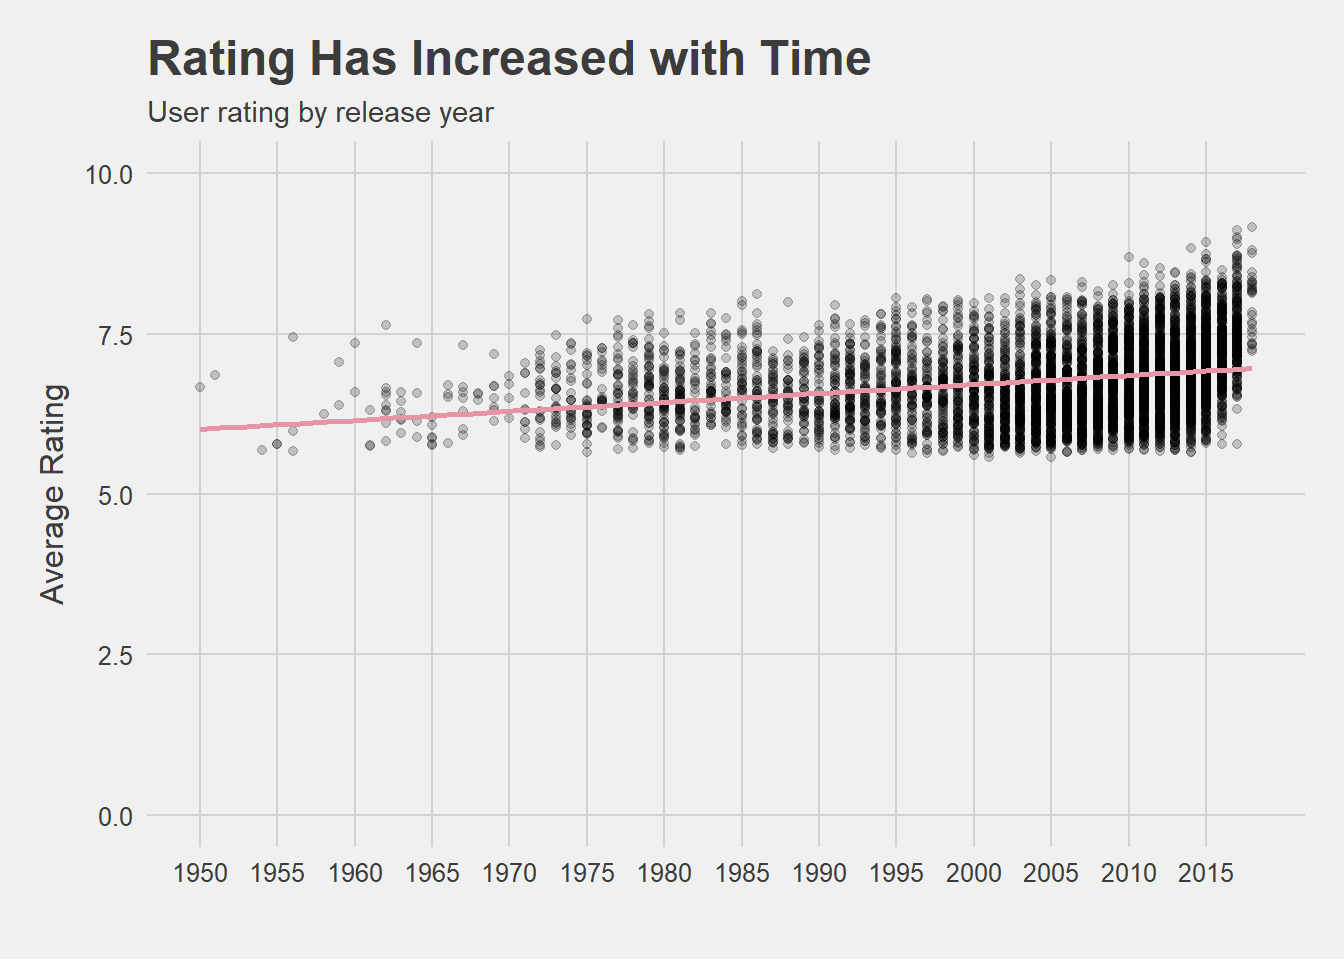 Rating Has Increased with Time
User rating by release year
Average Rating
10.0
7.5
5.0
2.5
0.0
1950 1955 1960 1965 1970 1975 1980 1985 1990 1995 2000 2005 2010 2015